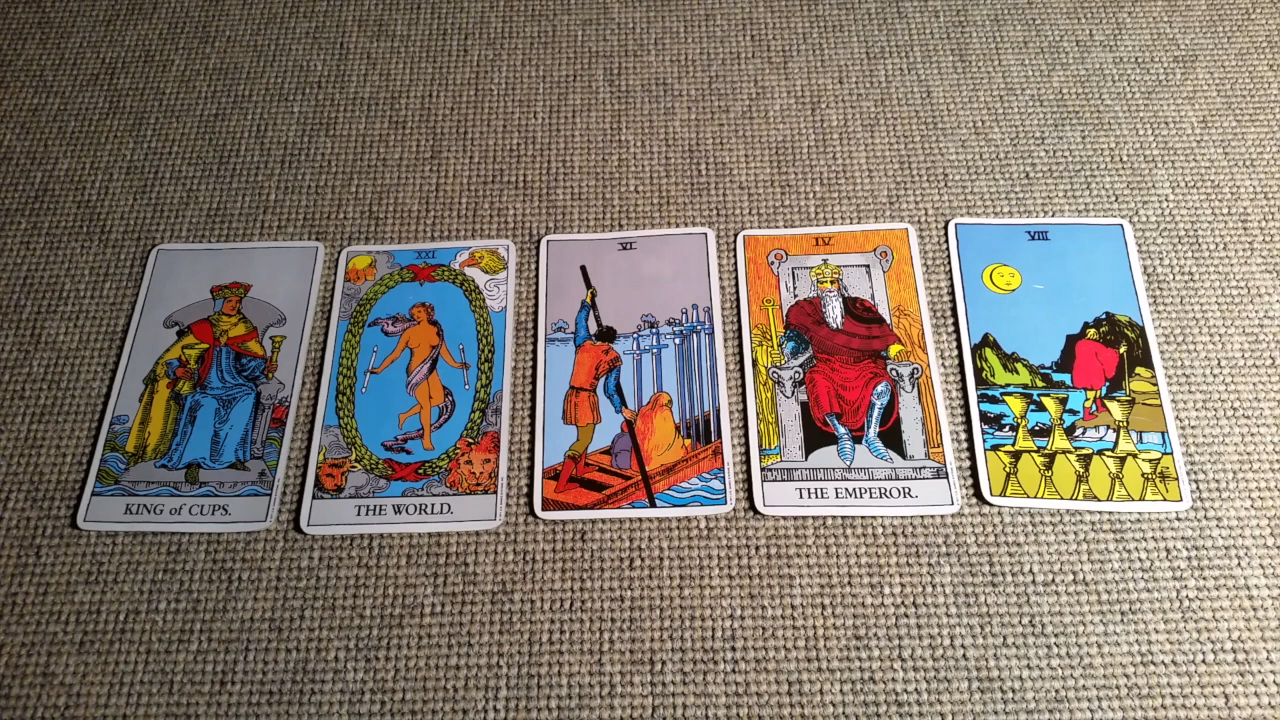 KING of CUPS.
XXI
THE WORLD.
VI
IV
THE EMPEROR.
VIII